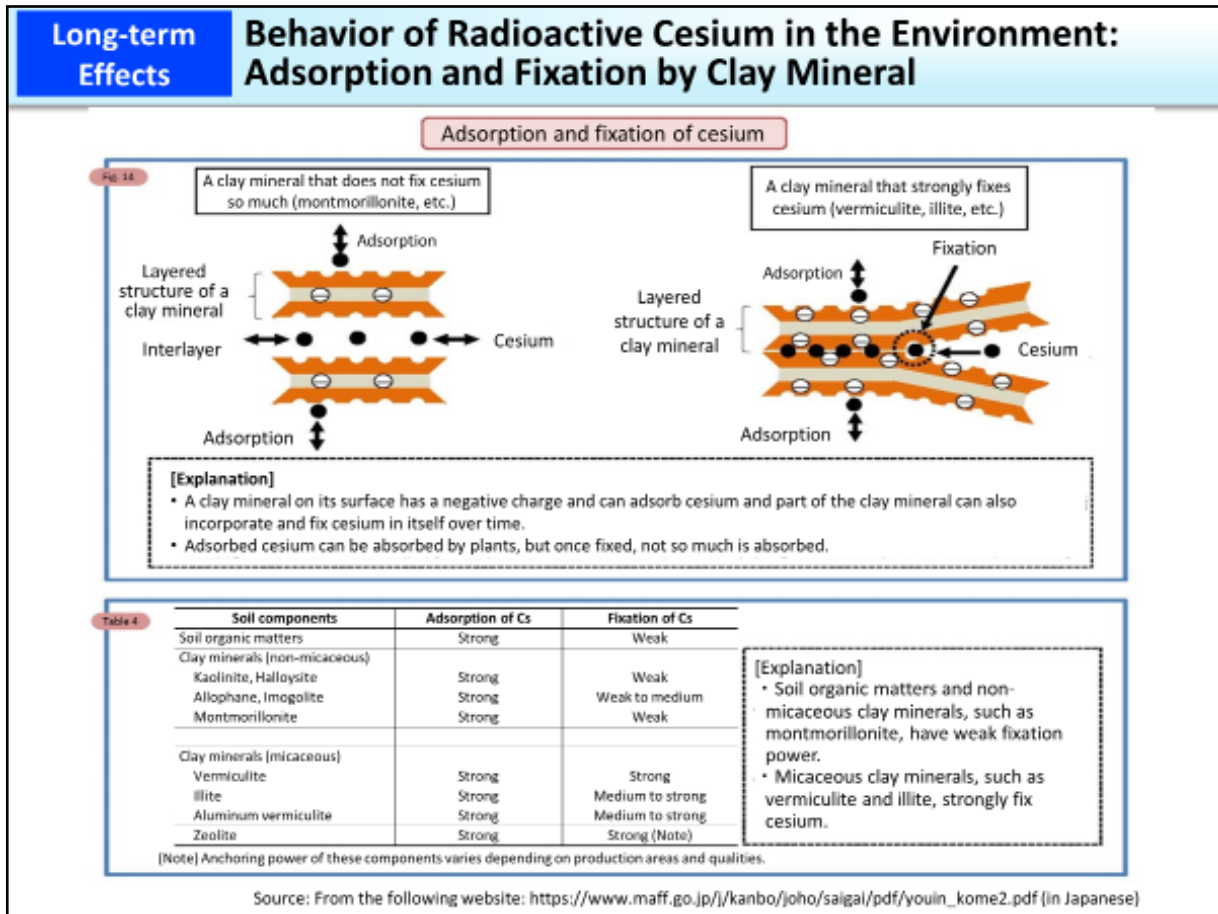 Long-term
Effects
Behavior of Radioactive Cesium in the Environment:
Adsorption and Fixation by Clay Mineral
Adsorption and fixation of cesium
Fig. 14
A clay mineral that does not fix cesium
so much (montmorillonite, etc.)
Adsorption
Layered
structure of a
clay mineral
Interlayer
Cesium
Adsorption
A clay mineral that strongly fixes
cesium (vermiculite, illite, etc.)
Fixation
Adsorption
Layered
structure of a
clay mineral
Cesium
Adsorption
[Explanation]
• A clay mineral on its surface has a negative charge and can adsorb cesium and part of the clay mineral can also
incorporate and fix cesium in itself over time.
• Adsorbed cesium can be absorbed by plants, but once fixed, not so much is absorbed.
Table 4
Soil components Adsorption of Cs Fixation of Cs
Soil organic matters Strong Weak
Clay minerals (non-micaceous)
Kaolinite, Halloysite Strong Weak
Allophane, Imogolite Strong Weak to medium
Montmorillonite Strong Weak
Clay minerals (micaceous)
Vermiculite Strong Strong
Illite Strong Medium to strong
Aluminum vermiculite Strong Medium to strong
Zeolite Strong Strong (Note)
(Note) Anchoring power of these components varies depending on production areas and qualities.
[Explanation]
・Soil organic matters and non-
micaceous clay minerals, such as
montmorillonite, have weak fixation
power.
・Micaceous clay minerals, such as
vermiculite and illite, strongly fix
cesium.
Source: From the following website: https://www.maff.go.jp/j/kanbo/joho/saigai/pdf/youin_kome2.pdf (in Japanese)